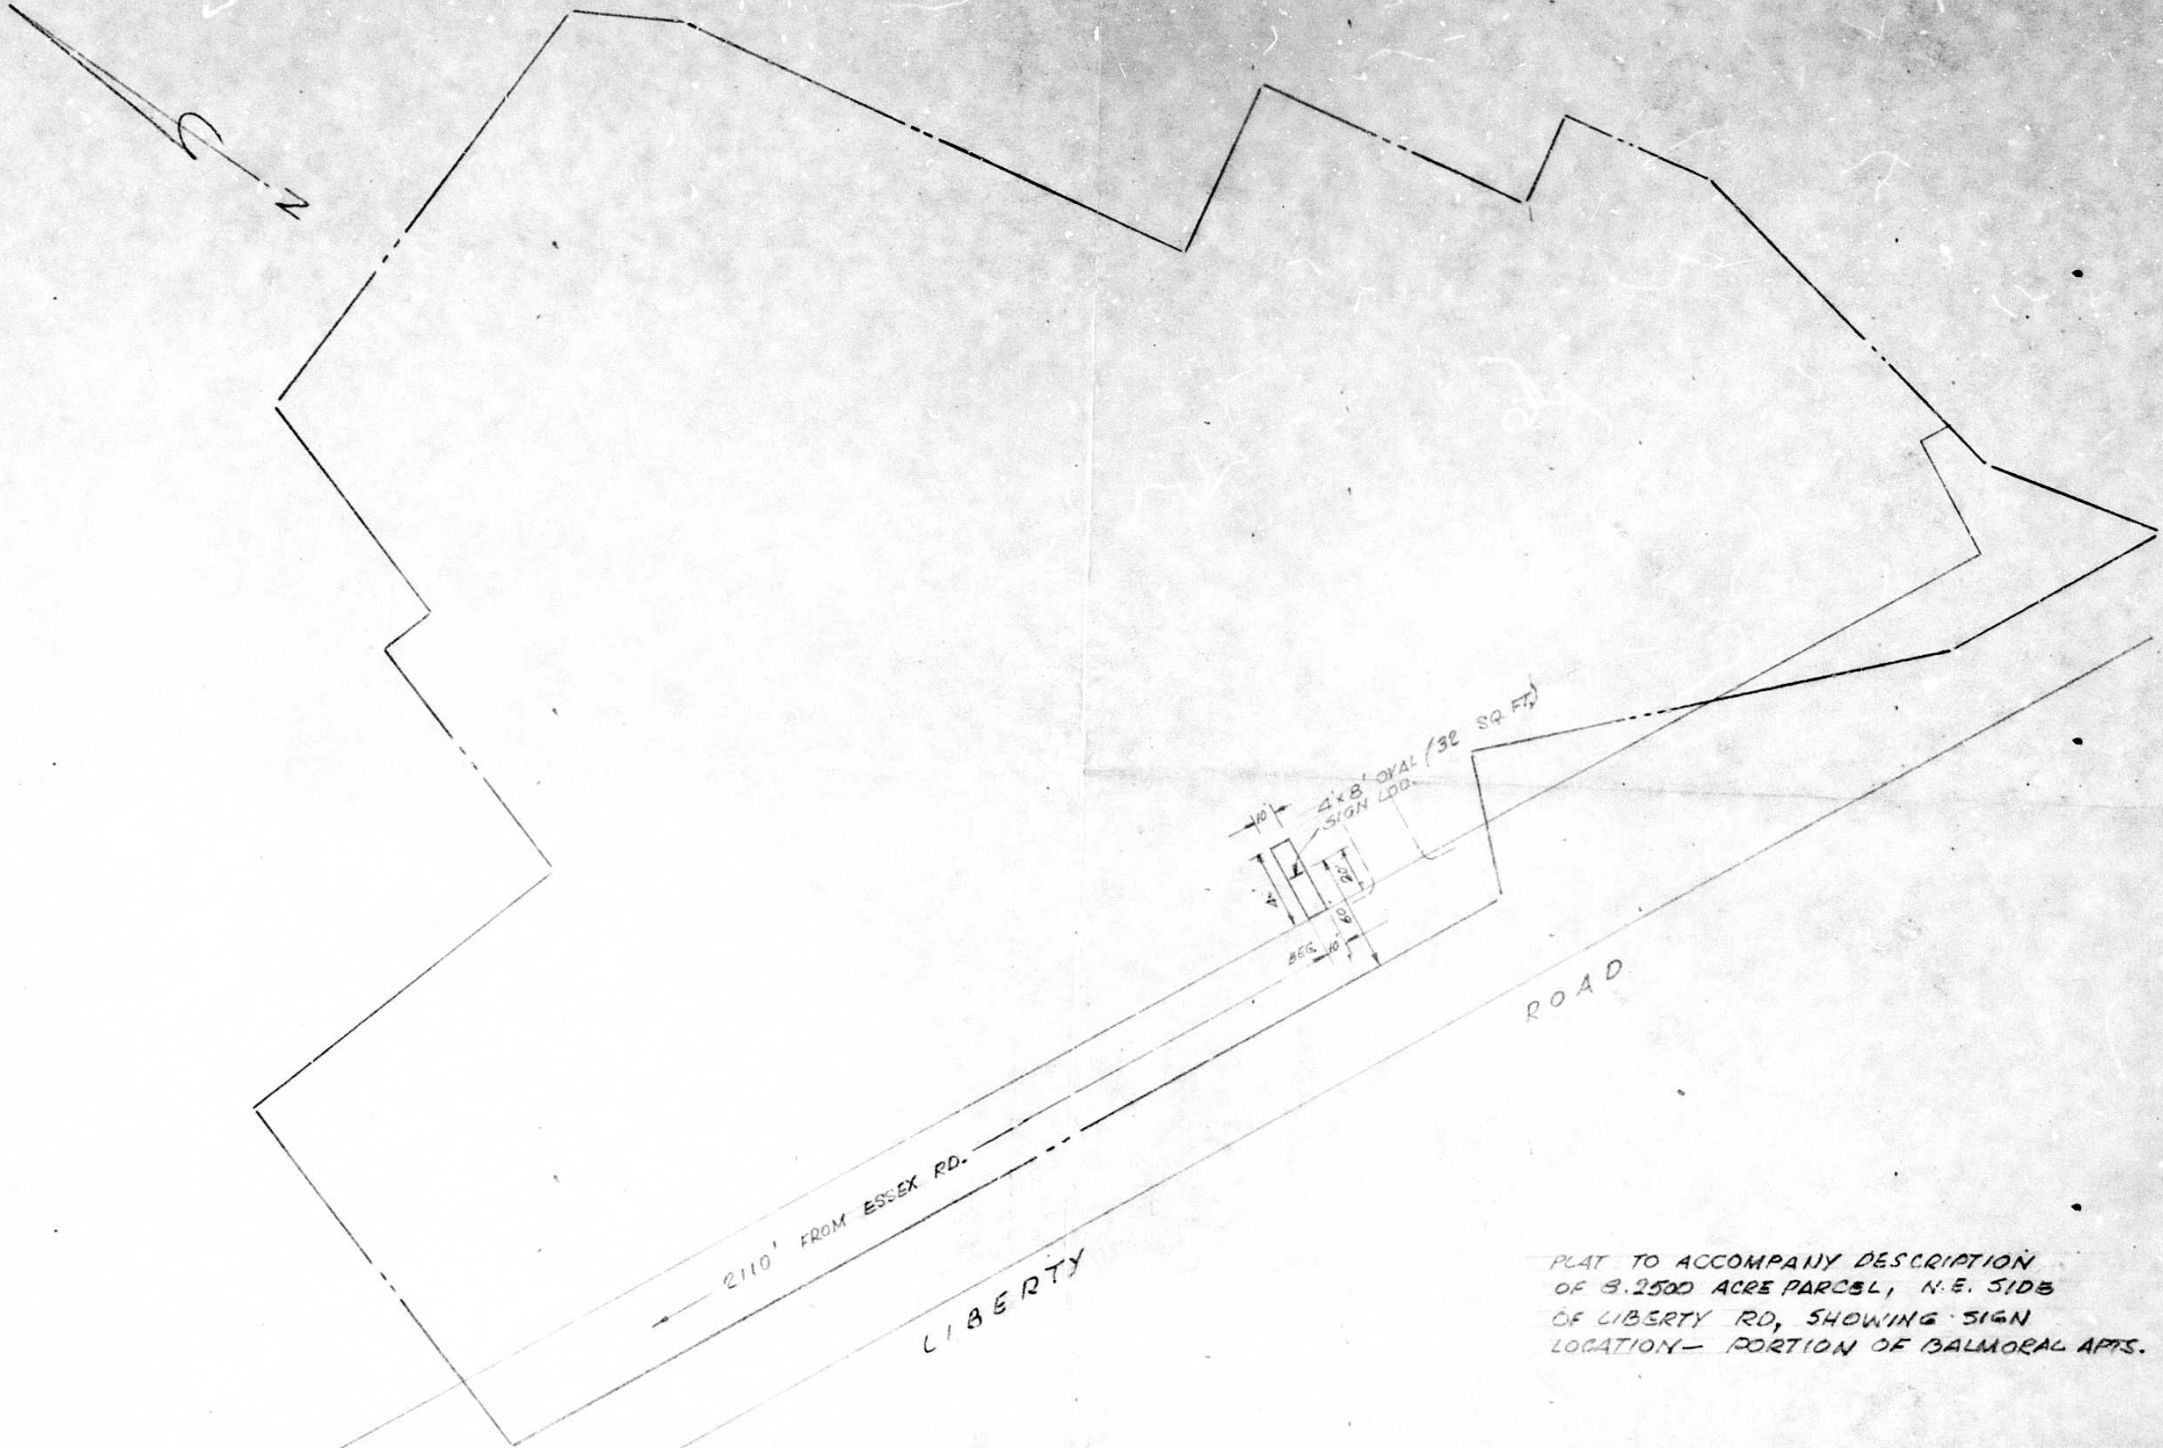 N
4'x8' OVAL (32 SQ. FT.)
SIGN LOC.
10'
20'
BEG.
10'
60'
2110' FROM ESSEX RD.
LIBERTY
ROAD
PLAT TO ACCOMPANY DESCRIPTION
OF 8.2500 ACRE PARCEL, N.E. SIDE
OF LIBERTY RD, SHOWING SIGN
LOCATION— PORTION OF BALMORAL APTS.